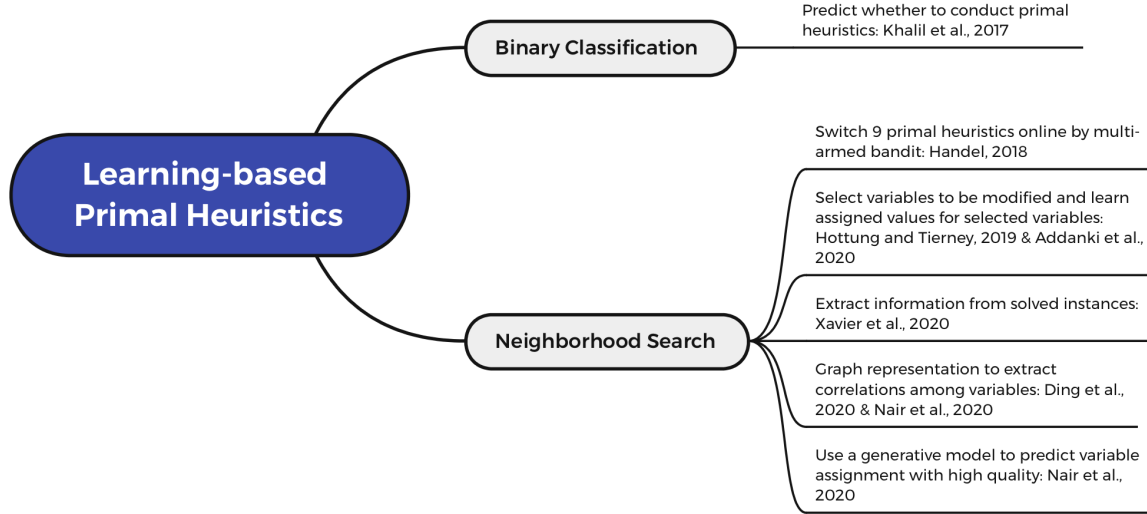 Learning-based
Primal Heuristics
Binary Classification
Predict whether to conduct primal
heuristics: Khalil et al., 2017
Neighborhood Search
Switch 9 primal heuristics online by multi-
armed bandit: Handel, 2018
Select variables to be modified and learn
assigned values for selected variables:
Hottung and Tierney, 2019 & Addanki et al.,
2020
Extract information from solved instances:
Xavier et al., 2020
Graph representation to extract
correlations among variables: Ding et al.,
2020 & Nair et al., 2020
Use a generative model to predict variable
assignment with high quality: Nair et al.,
2020